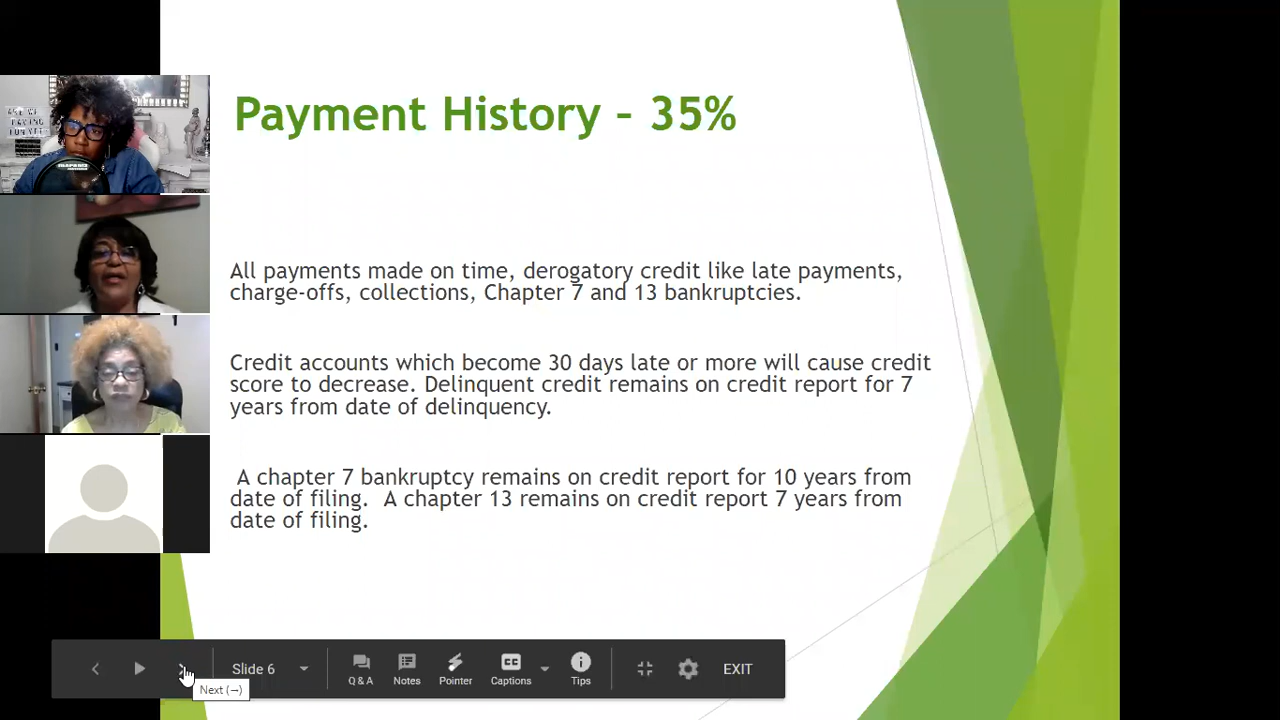 Payment History – 35%
All payments made on time, derogatory credit like late payments,
charge-offs, collections, Chapter 7 and 13 bankruptcies.
Credit accounts which become 30 days late or more will cause credit
score to decrease. Delinquent credit remains on credit report for 7
years from date of delinquency.
A chapter 7 bankruptcy remains on credit report for 10 years from
date of filing. A chapter 13 remains on credit report 7 years from
date of filing.
Slide 6
Q & A
Notes
Pointer
CC
Captions
Tips
EXIT
Next (→)